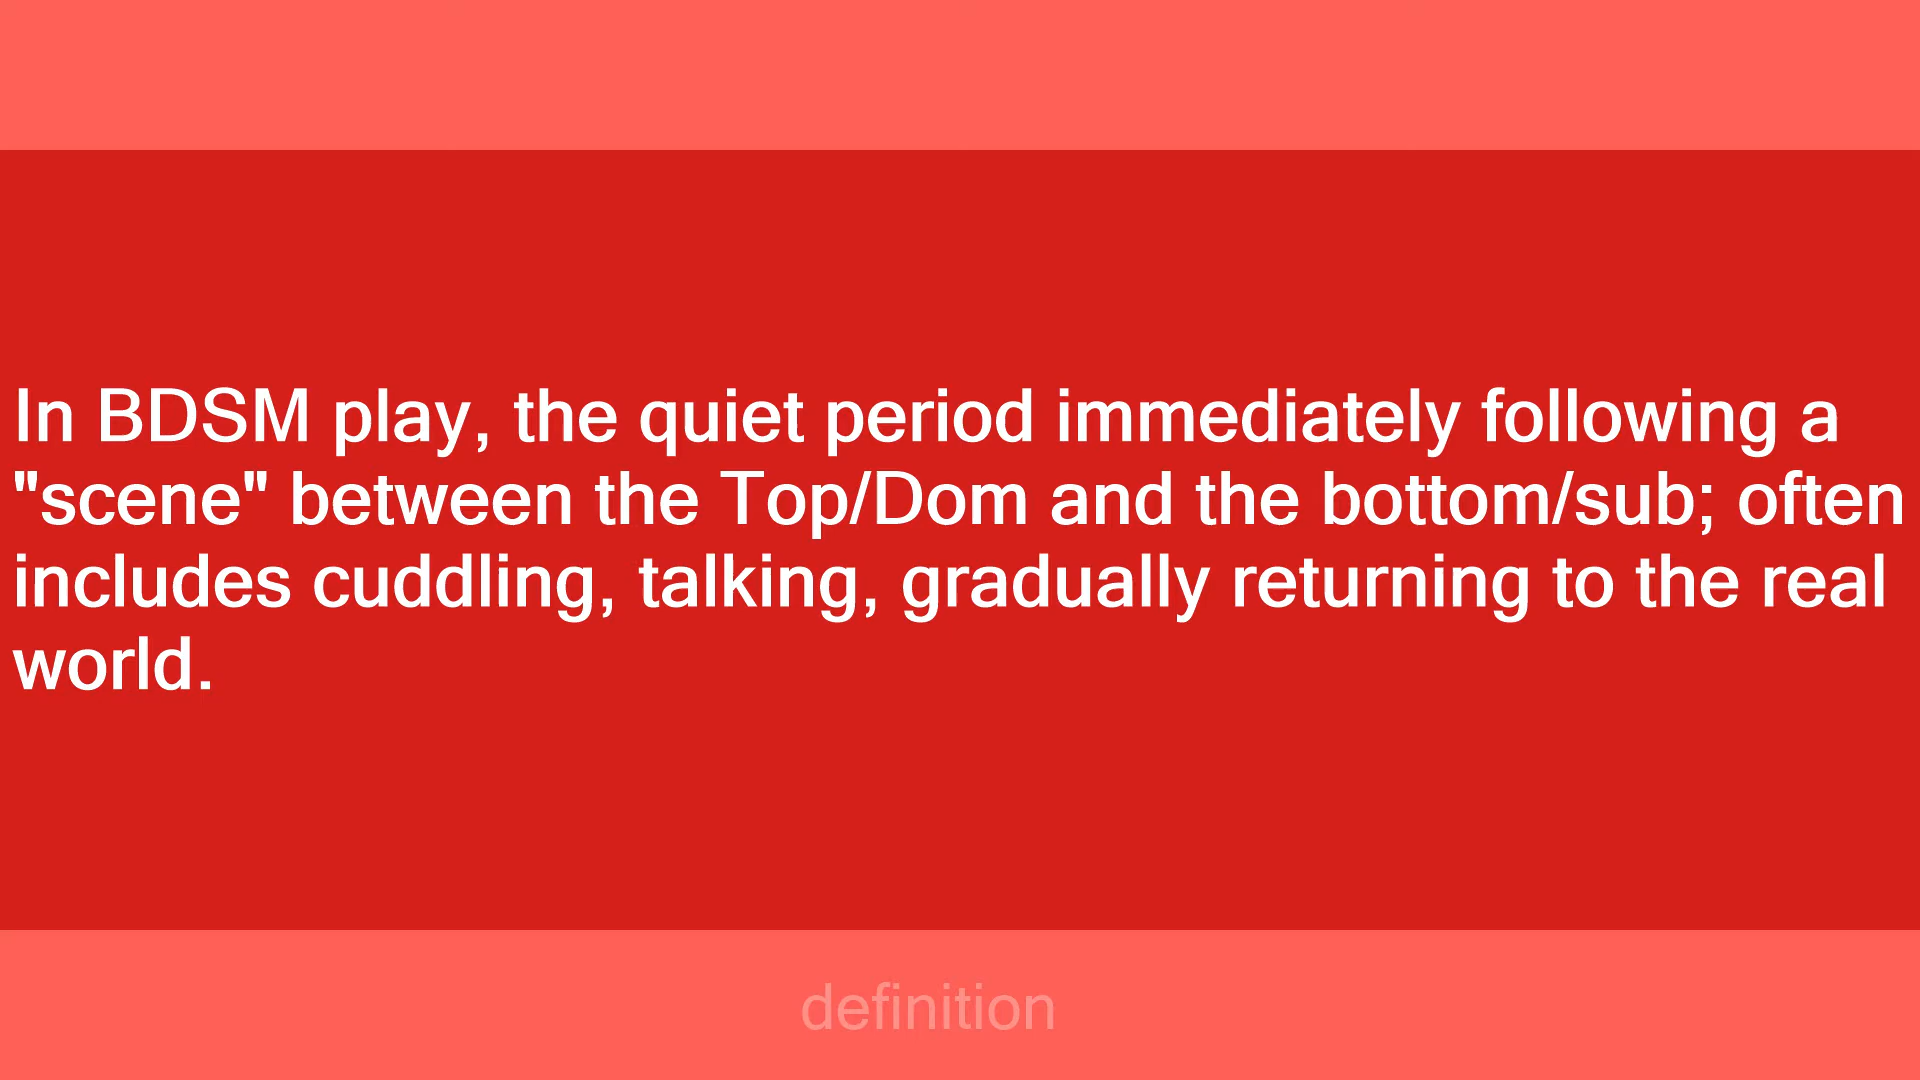 In BDSM play, the quiet period immediately following a
"scene" between the Top/Dom and the bottom/sub; often
includes cuddling, talking, gradually returning to the real
world.
definition